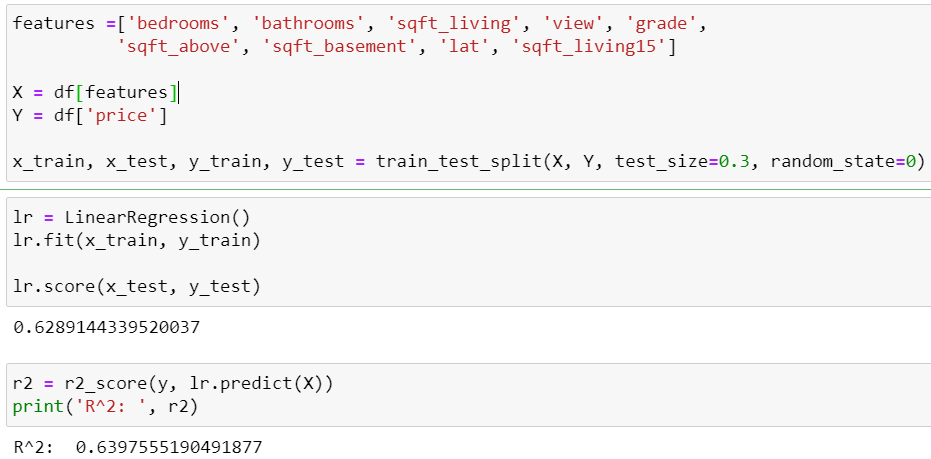 features =['bedrooms', 'bathrooms', 'sqft_living', 'view', 'grade',
'sqft_above', 'sqft_basement', 'lat', 'sqft_living15']
X = df[features]
Y = df['price']
x_train, x_test, y_train, y_test = train_test_split(X, Y, test_size=0.3, random_state=0)
lr = LinearRegression()
lr.fit(x_train, y_train)
lr.score(x_test, y_test)
0.6289144339520037
r2 = r2_score(y, lr.predict(X))
print('R^2: ', r2)
R^2:  0.6397555190491877